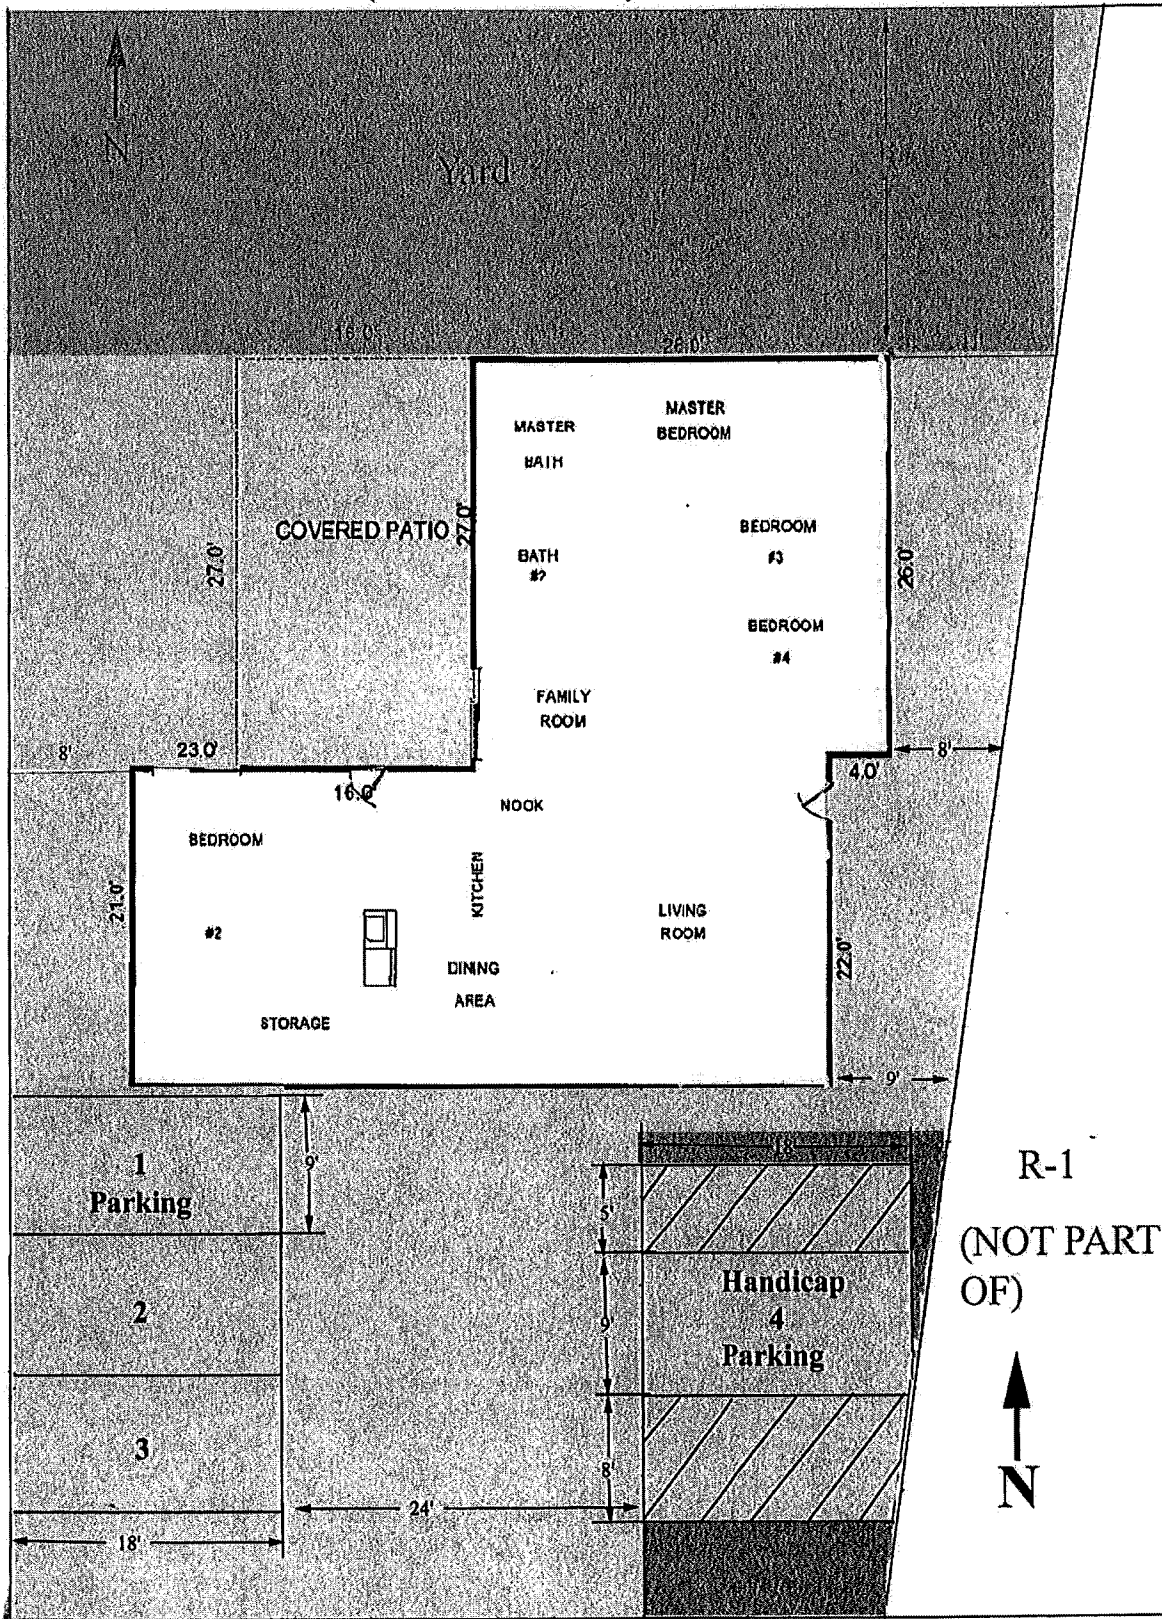 N
Yard
16.0'
28.0'
MASTER
BATH
MASTER
BEDROOM
COVERED PATIO
27.0'
27.0'
BATH
#2
BEDROOM
#3
26.0'
BEDROOM
#4
FAMILY
ROOM
8'
23.0'
16.0'
NOOK
4.0'
8'
BEDROOM
#2
21.0'
KITCHEN
LIVING
ROOM
22.0'
DINING
AREA
STORAGE
9'
1
Parking
9'
18'
5'
R-1
(NOT PART
OF)
2
Handicap
4
Parking
9'
3
8'
N
24'
18'